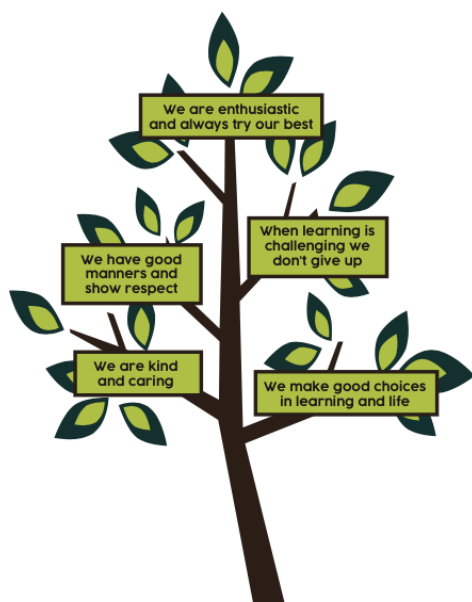 We are enthusiastic
and always try our best
When learning is
challenging we
don't give up
We have good
manners and
show respect
We are kind
and caring
We make good choices
in learning and life